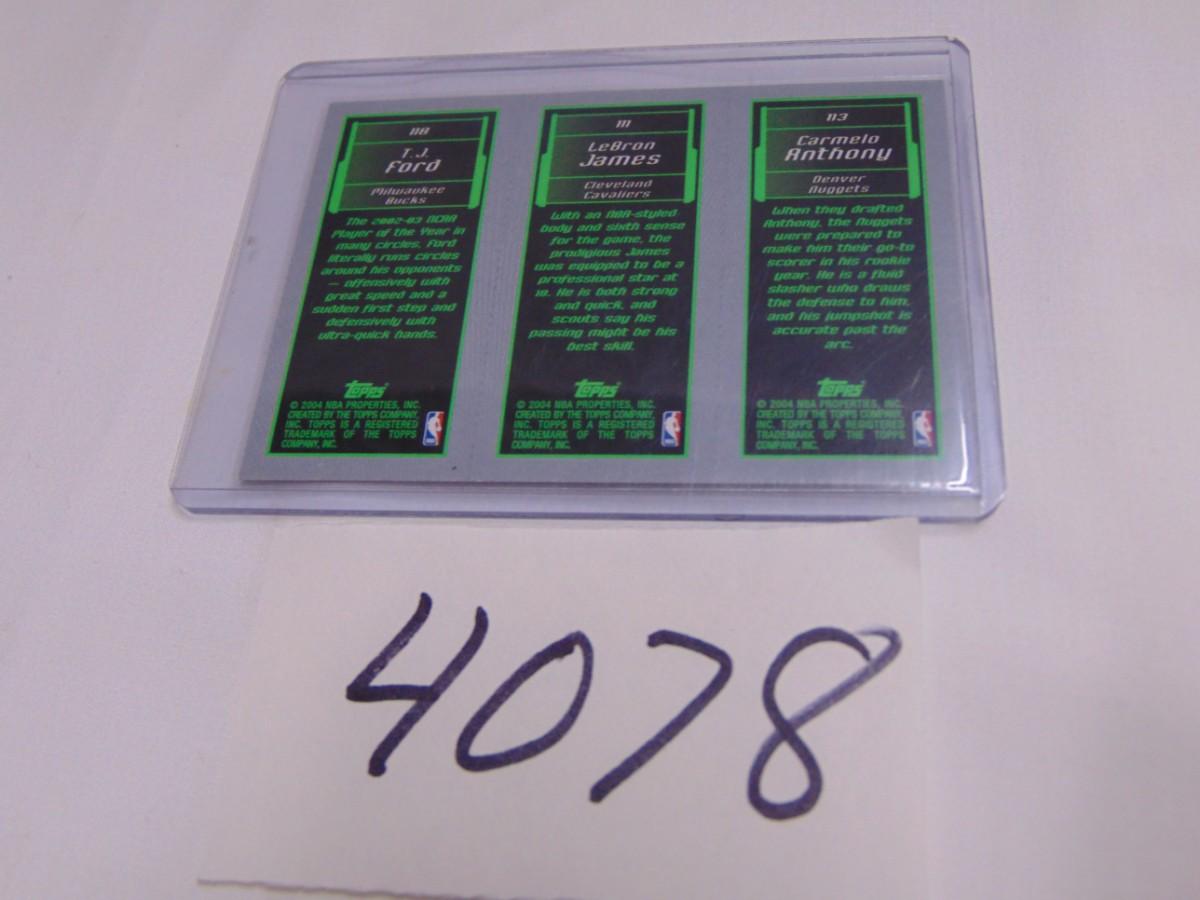 118
T.J.
Ford
Milwaukee
Bucks
The 2002-03 NCAA
Player of the Year in
many circles, Ford
literally runs circles
around his opponents
— offensively with
great speed and a
sudden first step and
defensively with
ultra-quick hands.
Topps®
© 2004 NBA PROPERTIES, INC.
CREATED BY THE TOPPS COMPANY,
INC. TOPPS IS A REGISTERED
TRADEMARK OF THE TOPPS
COMPANY, INC.
111
LeBron
James
Cleveland
Cavaliers
With an NBA-styled
body and sixth sense
for the game, the
prodigious James
was equipped to be a
professional star at
18. He is both strong
and quick, and
scouts say his
passing might be his
best skill.
Topps®
© 2004 NBA PROPERTIES, INC.
CREATED BY THE TOPPS COMPANY,
INC. TOPPS IS A REGISTERED
TRADEMARK OF THE TOPPS
COMPANY, INC.
113
Carmelo
Anthony
Denver
Nuggets
When they drafted
Anthony, the Nuggets
were prepared to
make him their go-to
scorer in his rookie
year. He is a fluid
slasher who draws
the defense to him,
and his jumpshot is
accurate past the
arc.
Topps®
© 2004 NBA PROPERTIES, INC.
CREATED BY THE TOPPS COMPANY,
INC. TOPPS IS A REGISTERED
TRADEMARK OF THE TOPPS
COMPANY, INC.
4078